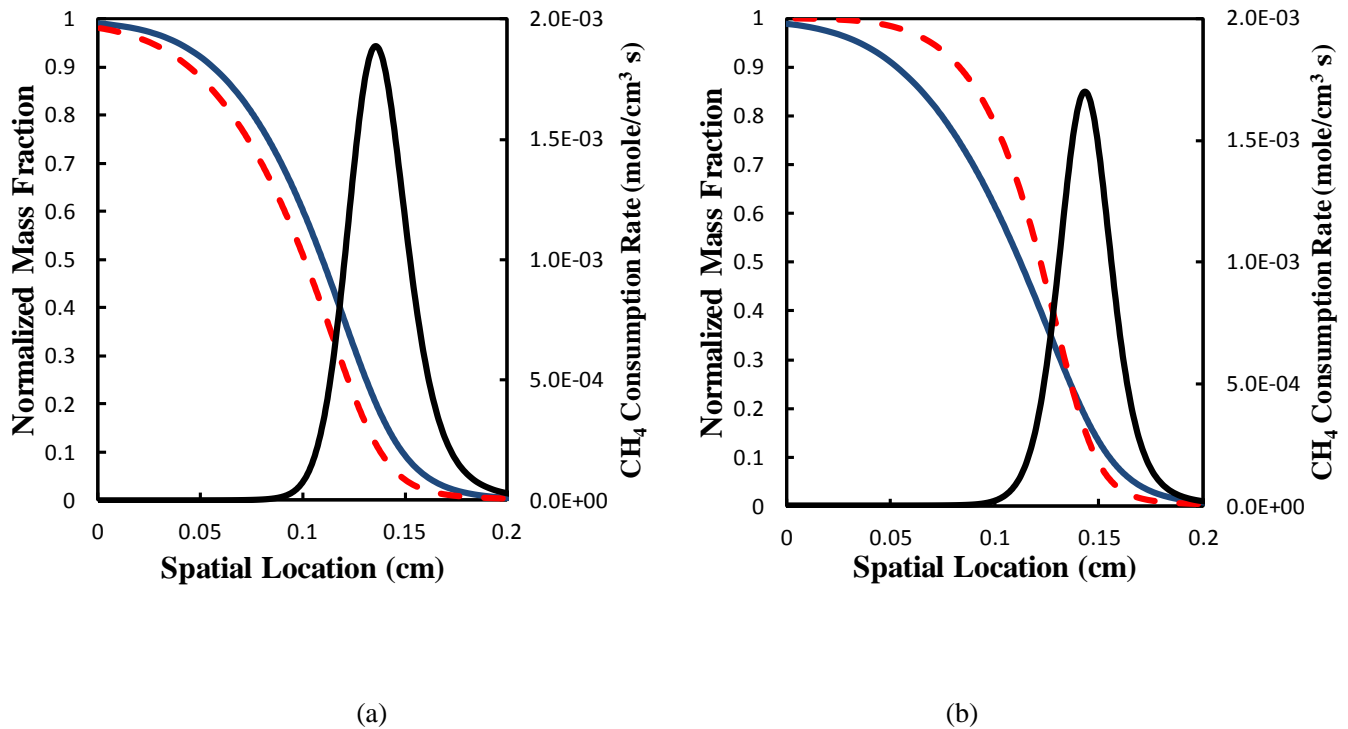 Normalized Mass Fraction
1
0.9
0.8
0.7
0.6
0.5
0.4
0.3
0.2
0.1
0
0
0.05
0.1
0.15
0.2
Spatial Location (cm)
2.0E-03
1.5E-03
1.0E-03
5.0E-04
0.0E+00
CH₄ Consumption Rate (mole/cm³ s)
(a)
Normalized Mass Fraction
1
0.9
0.8
0.7
0.6
0.5
0.4
0.3
0.2
0.1
0
0
0.05
0.1
0.15
0.2
Spatial Location (cm)
2.0E-03
1.5E-03
1.0E-03
5.0E-04
0.0E+00
CH₄ Consumption Rate (mole/cm³ s)
(b)